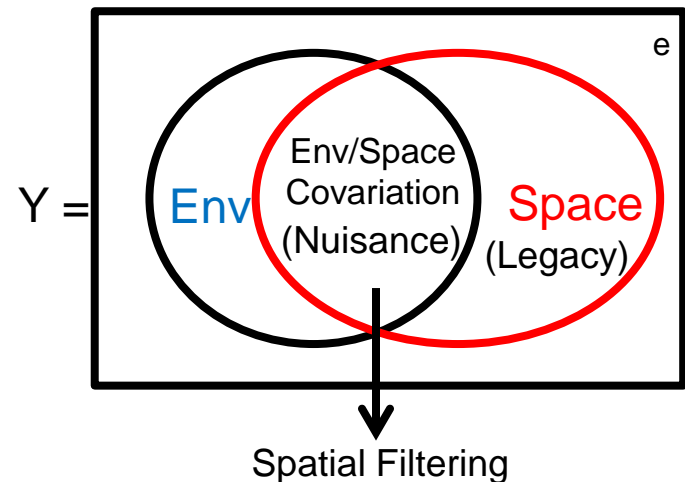 e
Y =
Env
Env/Space
Covariation
(Nuisance)
Space
(Legacy)
Spatial Filtering